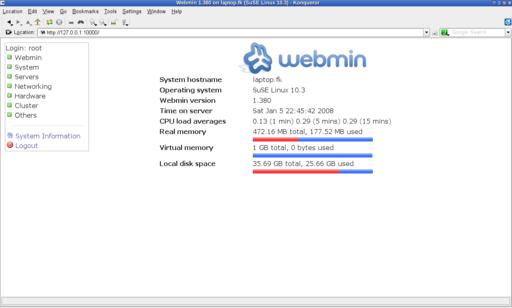 Webmin 1.380 on laptop.fk (SuSE Linux 10.3) - Konqueror
Location Edit View Go Bookmarks Tools Settings Window Help
Location: http://127.0.0.1:10000/ Google Search
Login: root
Webmin
System
Servers
Networking
Hardware
Cluster
Others
System Information
Logout
webmin
System hostname laptop.fk
Operating system SuSE Linux 10.3
Webmin version 1.380
Time on server Sat Jan 5 22:45:42 2008
CPU load averages 0.13 (1 min) 0.29 (5 mins) 0.29 (15 mins)
Real memory 472.16 MB total, 177.52 MB used
Virtual memory 1 GB total, 0 bytes used
Local disk space 35.69 GB total, 25.66 GB used